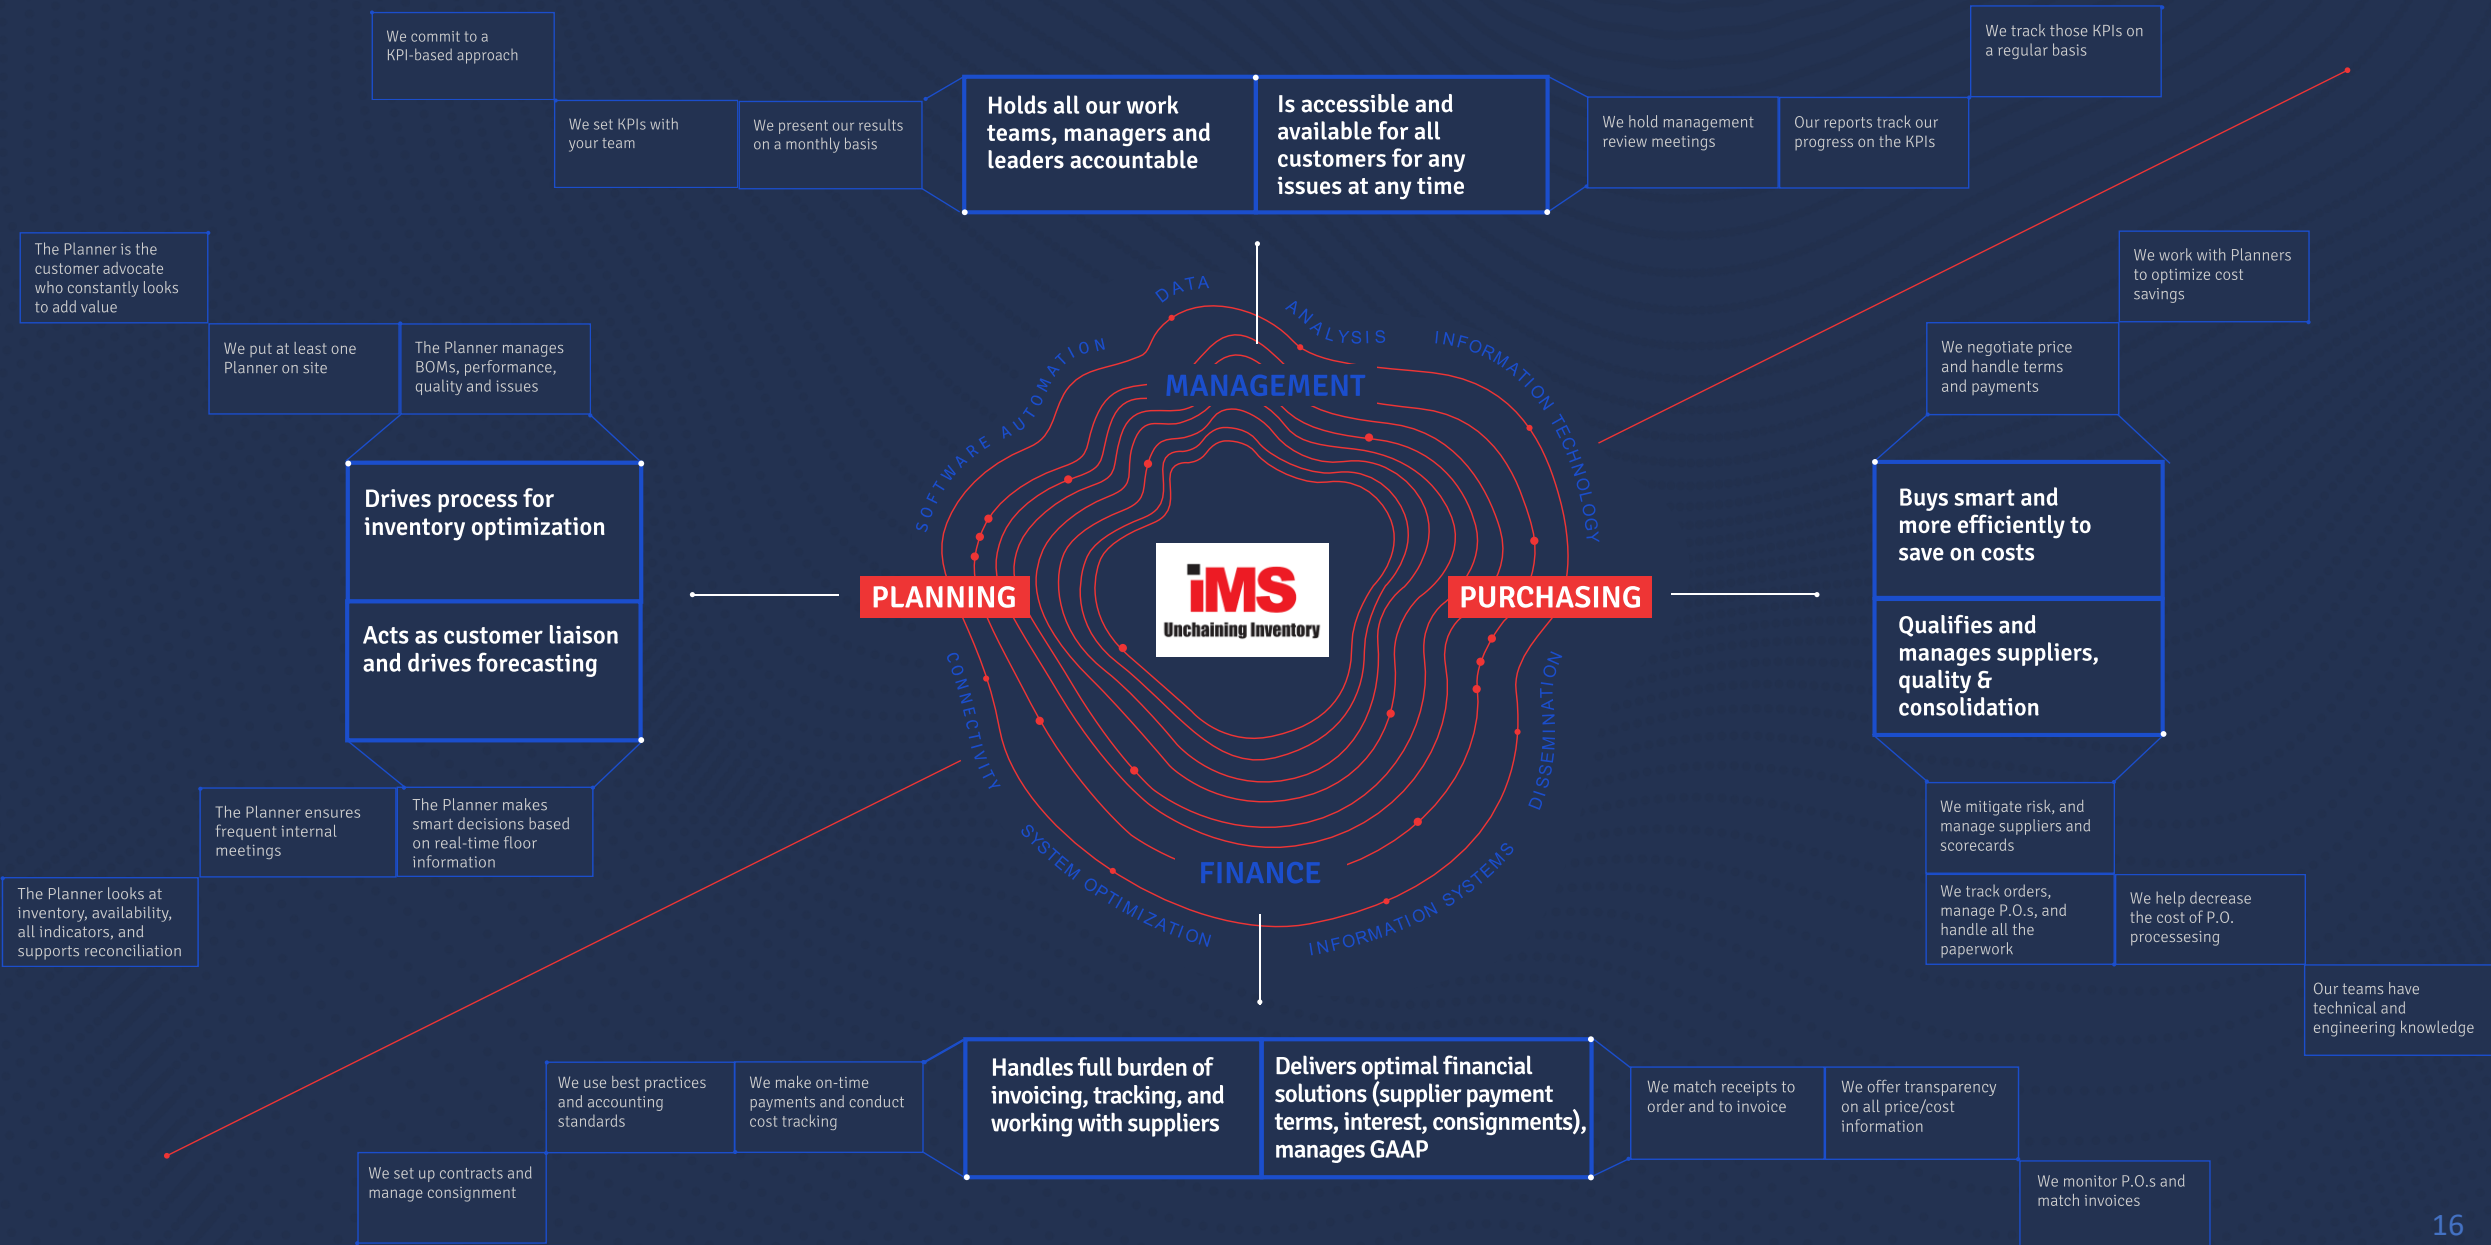 We commit to a
KPI-based approach
We set KPIs with
your team
We present our results
on a monthly basis
Holds all our work
teams, managers and
leaders accountable
Is accessible and
available for all
customers for any
issues at any time
We hold management
review meetings
Our reports track our
progress on the KPIs
We track those KPIs on
a regular basis
The Planner is the
customer advocate
who constantly looks
to add value
We put at least one
Planner on site
The Planner manages
BOMs, performance,
quality and issues
Drives process for
inventory optimization
Acts as customer liaison
and drives forecasting
The Planner ensures
frequent internal
meetings
The Planner makes
smart decisions based
on real-time floor
information
The Planner looks at
inventory, availability,
all indicators, and
supports reconciliation
DATA
ANALYSIS
INFORMATION TECHNOLOGY
SOFTWARE AUTOMATION
MANAGEMENT
PLANNING
iMS
Unchaining Inventory
PURCHASING
CONNECTIVITY
DISSEMINATION
SYSTEM OPTIMIZATION
INFORMATION SYSTEMS
FINANCE
We work with Planners
to optimize cost
savings
We negotiate price
and handle terms
and payments
Buys smart and
more efficiently to
save on costs
Qualifies and
manages suppliers,
quality &
consolidation
We mitigate risk, and
manage suppliers and
scorecards
We track orders,
manage P.O.s, and
handle all the
paperwork
We help decrease
the cost of P.O.
processesing
Our teams have
technical and
engineering knowledge
We set up contracts and
manage consignment
We use best practices
and accounting
standards
We make on-time
payments and conduct
cost tracking
Handles full burden of
invoicing, tracking, and
working with suppliers
Delivers optimal financial
solutions (supplier payment
terms, interest, consignments),
manages GAAP
We match receipts to
order and to invoice
We offer transparency
on all price/cost
information
We monitor P.O.s and
match invoices
16